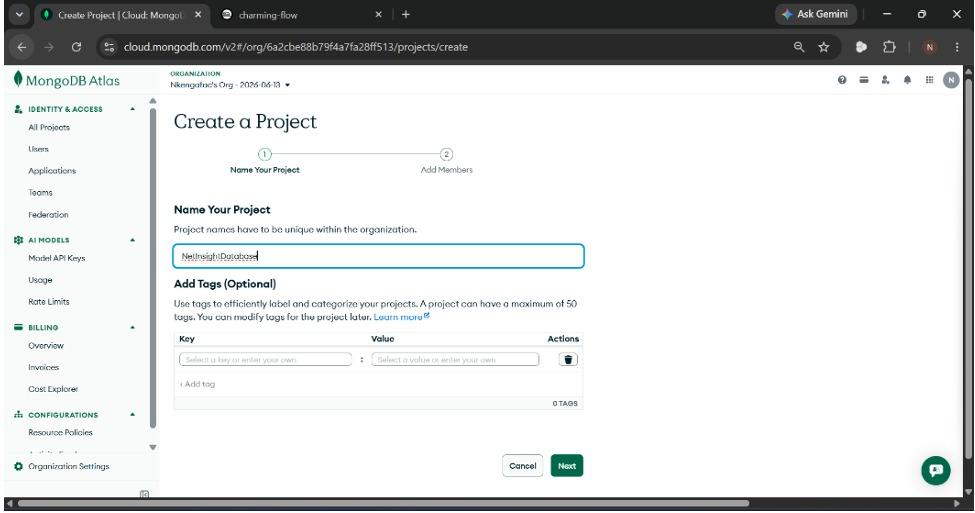 Create Project | Cloud: MongoD
charming-flow
Ask Gemini
cloud.mongodb.com/v2#/org/6a2cbe88b79f4a7fa28ff513/projects/create
N
MongoDB Atlas
ORGANIZATION
Nkengafac's Org - 2026-06-13
N
IDENTITY & ACCESS
All Projects
Users
Applications
Teams
Federation
AI MODELS
Model API Keys
Usage
Rate Limits
BILLING
Overview
Invoices
Cost Explorer
CONFIGURATIONS
Resource Policies
Organization Settings
Create a Project
1
2
Name Your Project
Add Members
Name Your Project
Project names have to be unique within the organization.
NetInsightDatabase
Add Tags (Optional)
Use tags to efficiently label and categorize your projects. A project can have a maximum of 50
tags. You can modify tags for the project later. Learn more
Key Value Actions
Select a key or enter your own : Select a value or enter your own
+ Add tag
0 TAGS
Cancel
Next